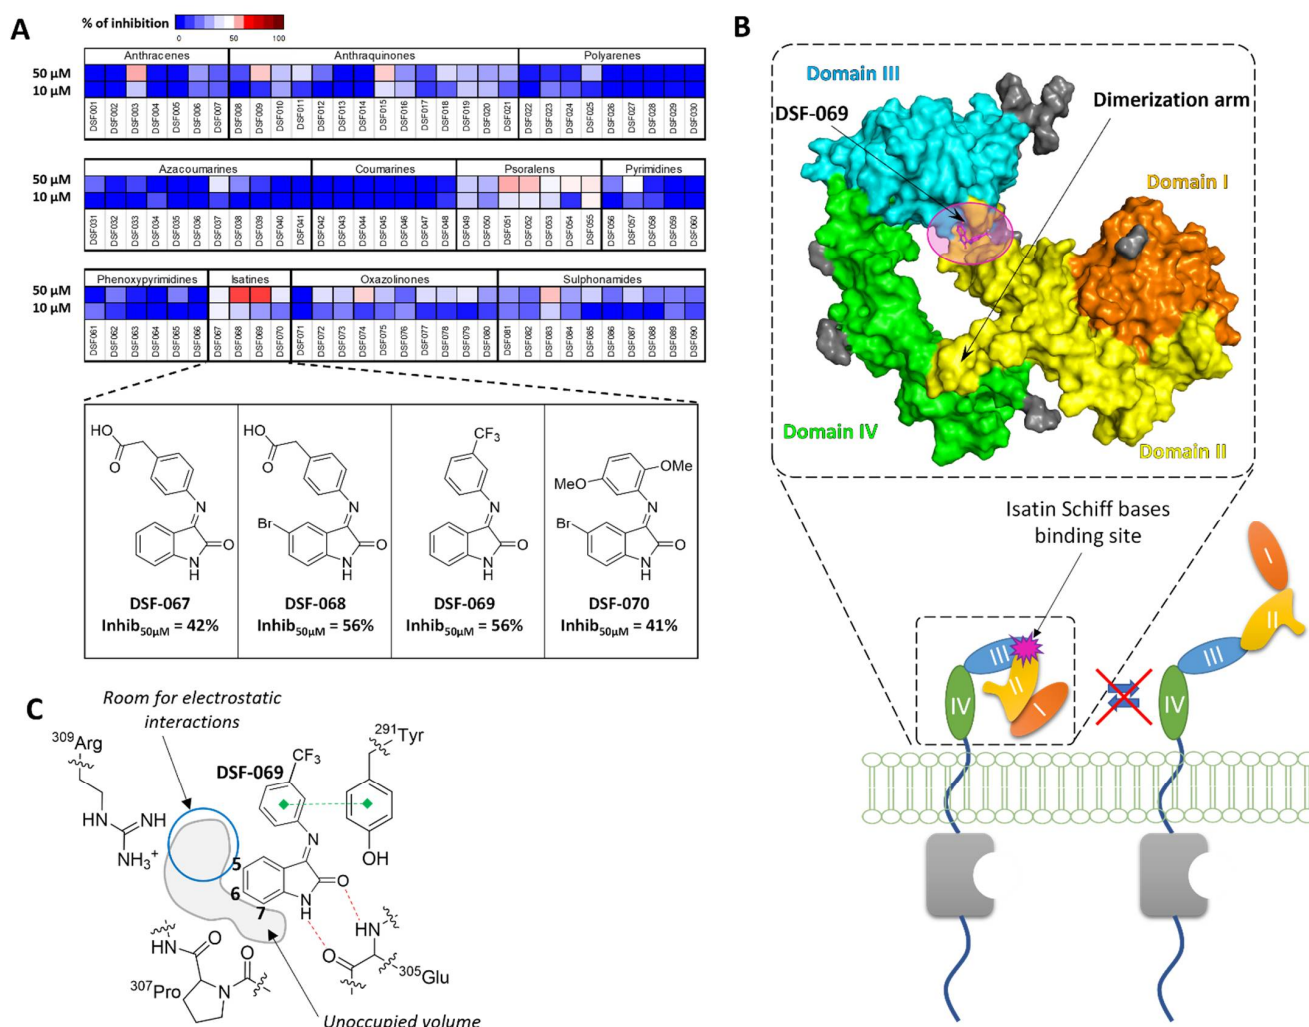 A
% of inhibition
0
50
100
Anthracenes
Anthraquinones
Polyarenes
50 µM
10 µM
DSF001
DSF002
DSF003
DSF004
DSF005
DSF006
DSF007
DSF008
DSF009
DSF010
DSF011
DSF012
DSF013
DSF014
DSF015
DSF016
DSF017
DSF018
DSF019
DSF020
DSF021
DSF022
DSF023
DSF024
DSF025
DSF026
DSF027
DSF028
DSF029
DSF030
Azacoumarines
Coumarines
Psoralens
Pyrimidines
50 µM
10 µM
DSF031
DSF032
DSF033
DSF034
DSF035
DSF036
DSF037
DSF038
DSF039
DSF040
DSF041
DSF042
DSF043
DSF044
DSF045
DSF046
DSF047
DSF048
DSF049
DSF050
DSF051
DSF052
DSF053
DSF054
DSF055
DSF056
DSF057
DSF058
DSF059
DSF060
Phenoxypyrimidines
Isatines
Oxazolinones
Sulphonamides
50 µM
10 µM
DSF061
DSF062
DSF063
DSF064
DSF065
DSF066
DSF067
DSF068
DSF069
DSF070
DSF071
DSF072
DSF073
DSF074
DSF075
DSF076
DSF077
DSF078
DSF079
DSF080
DSF081
DSF082
DSF083
DSF084
DSF085
DSF086
DSF087
DSF088
DSF089
DSF090
HO
O
N
O
N
H
DSF-067
Inhib50µM = 42%
HO
O
Br
N
O
N
H
DSF-068
Inhib50µM = 56%
CF3
N
O
N
H
DSF-069
Inhib50µM = 56%
OMe
MeO
Br
N
O
N
H
DSF-070
Inhib50µM = 41%
B
Domain III
DSF-069
Dimerization arm
Domain I
Domain IV
Domain II
Isatin Schiff bases
binding site
III
II
I
IV
I
II
III
IV
C
Room for electrostatic
interactions
309Arg
HN
NH
NH3+
DSF-069
CF3
291Tyr
OH
N
5
6
7
O
N
H
HN
O
305Glu
HN
O
O
N
307Pro
Unoccupied volume